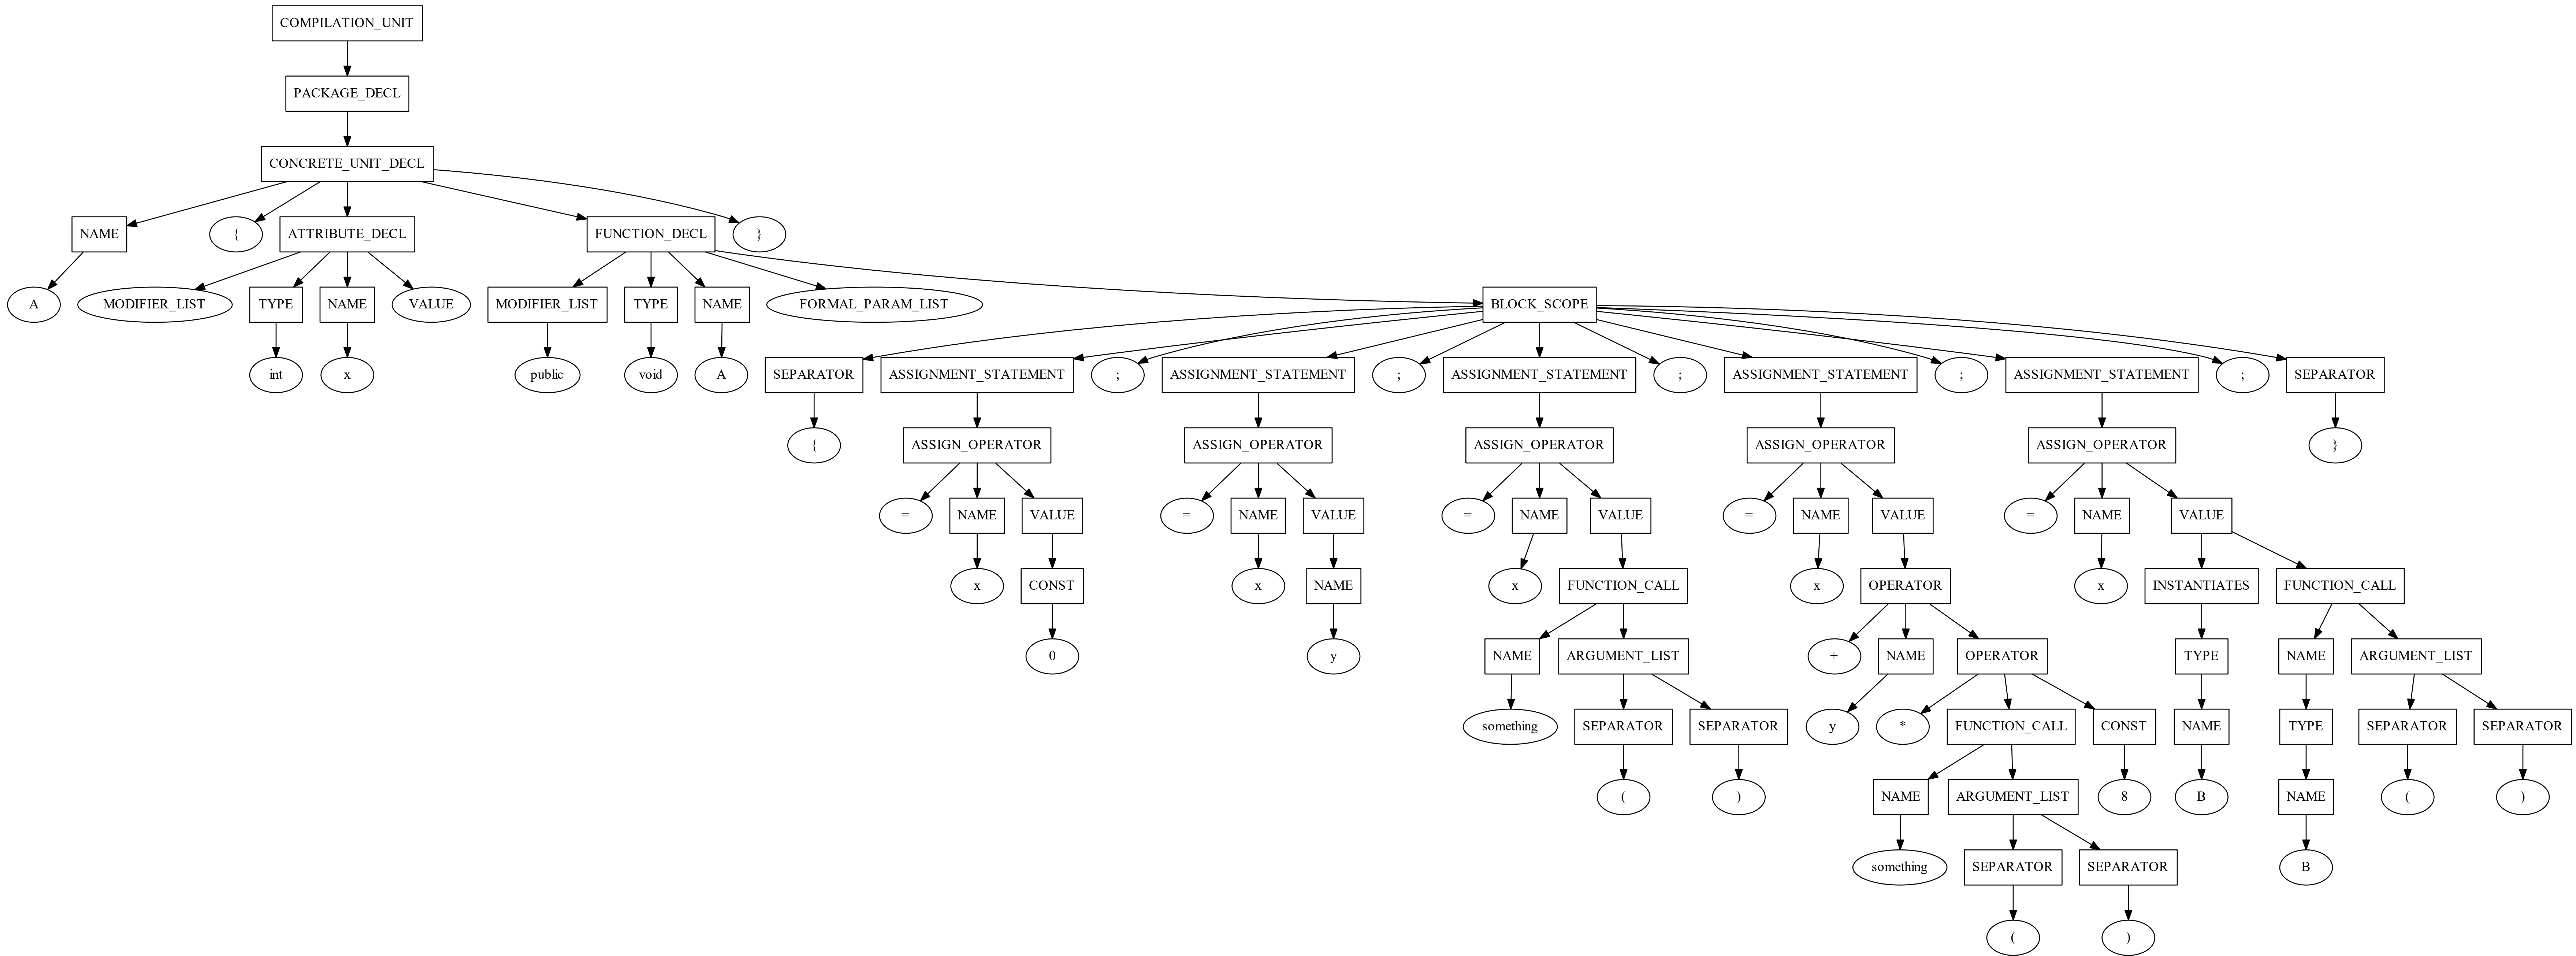 COMPILATION_UNIT
PACKAGE_DECL
CONCRETE_UNIT_DECL
NAME { ATTRIBUTE_DECL FUNCTION_DECL }
A MODIFIER_LIST TYPE NAME VALUE MODIFIER_LIST TYPE NAME FORMAL_PARAM_LIST BLOCK_SCOPE
int x public void A SEPARATOR ASSIGNMENT_STATEMENT ; ASSIGNMENT_STATEMENT ; ASSIGNMENT_STATEMENT ; ASSIGNMENT_STATEMENT ; ASSIGNMENT_STATEMENT ; SEPARATOR
{ ASSIGN_OPERATOR ASSIGN_OPERATOR ASSIGN_OPERATOR ASSIGN_OPERATOR ASSIGN_OPERATOR }
= NAME VALUE = NAME VALUE = NAME VALUE = NAME VALUE = NAME VALUE
x CONST x NAME x FUNCTION_CALL x OPERATOR x INSTANTIATES FUNCTION_CALL
0 y NAME ARGUMENT_LIST + NAME OPERATOR TYPE NAME ARGUMENT_LIST
something SEPARATOR SEPARATOR y * FUNCTION_CALL CONST NAME TYPE SEPARATOR SEPARATOR
( ) NAME ARGUMENT_LIST 8 B NAME ( )
something SEPARATOR SEPARATOR B
( )